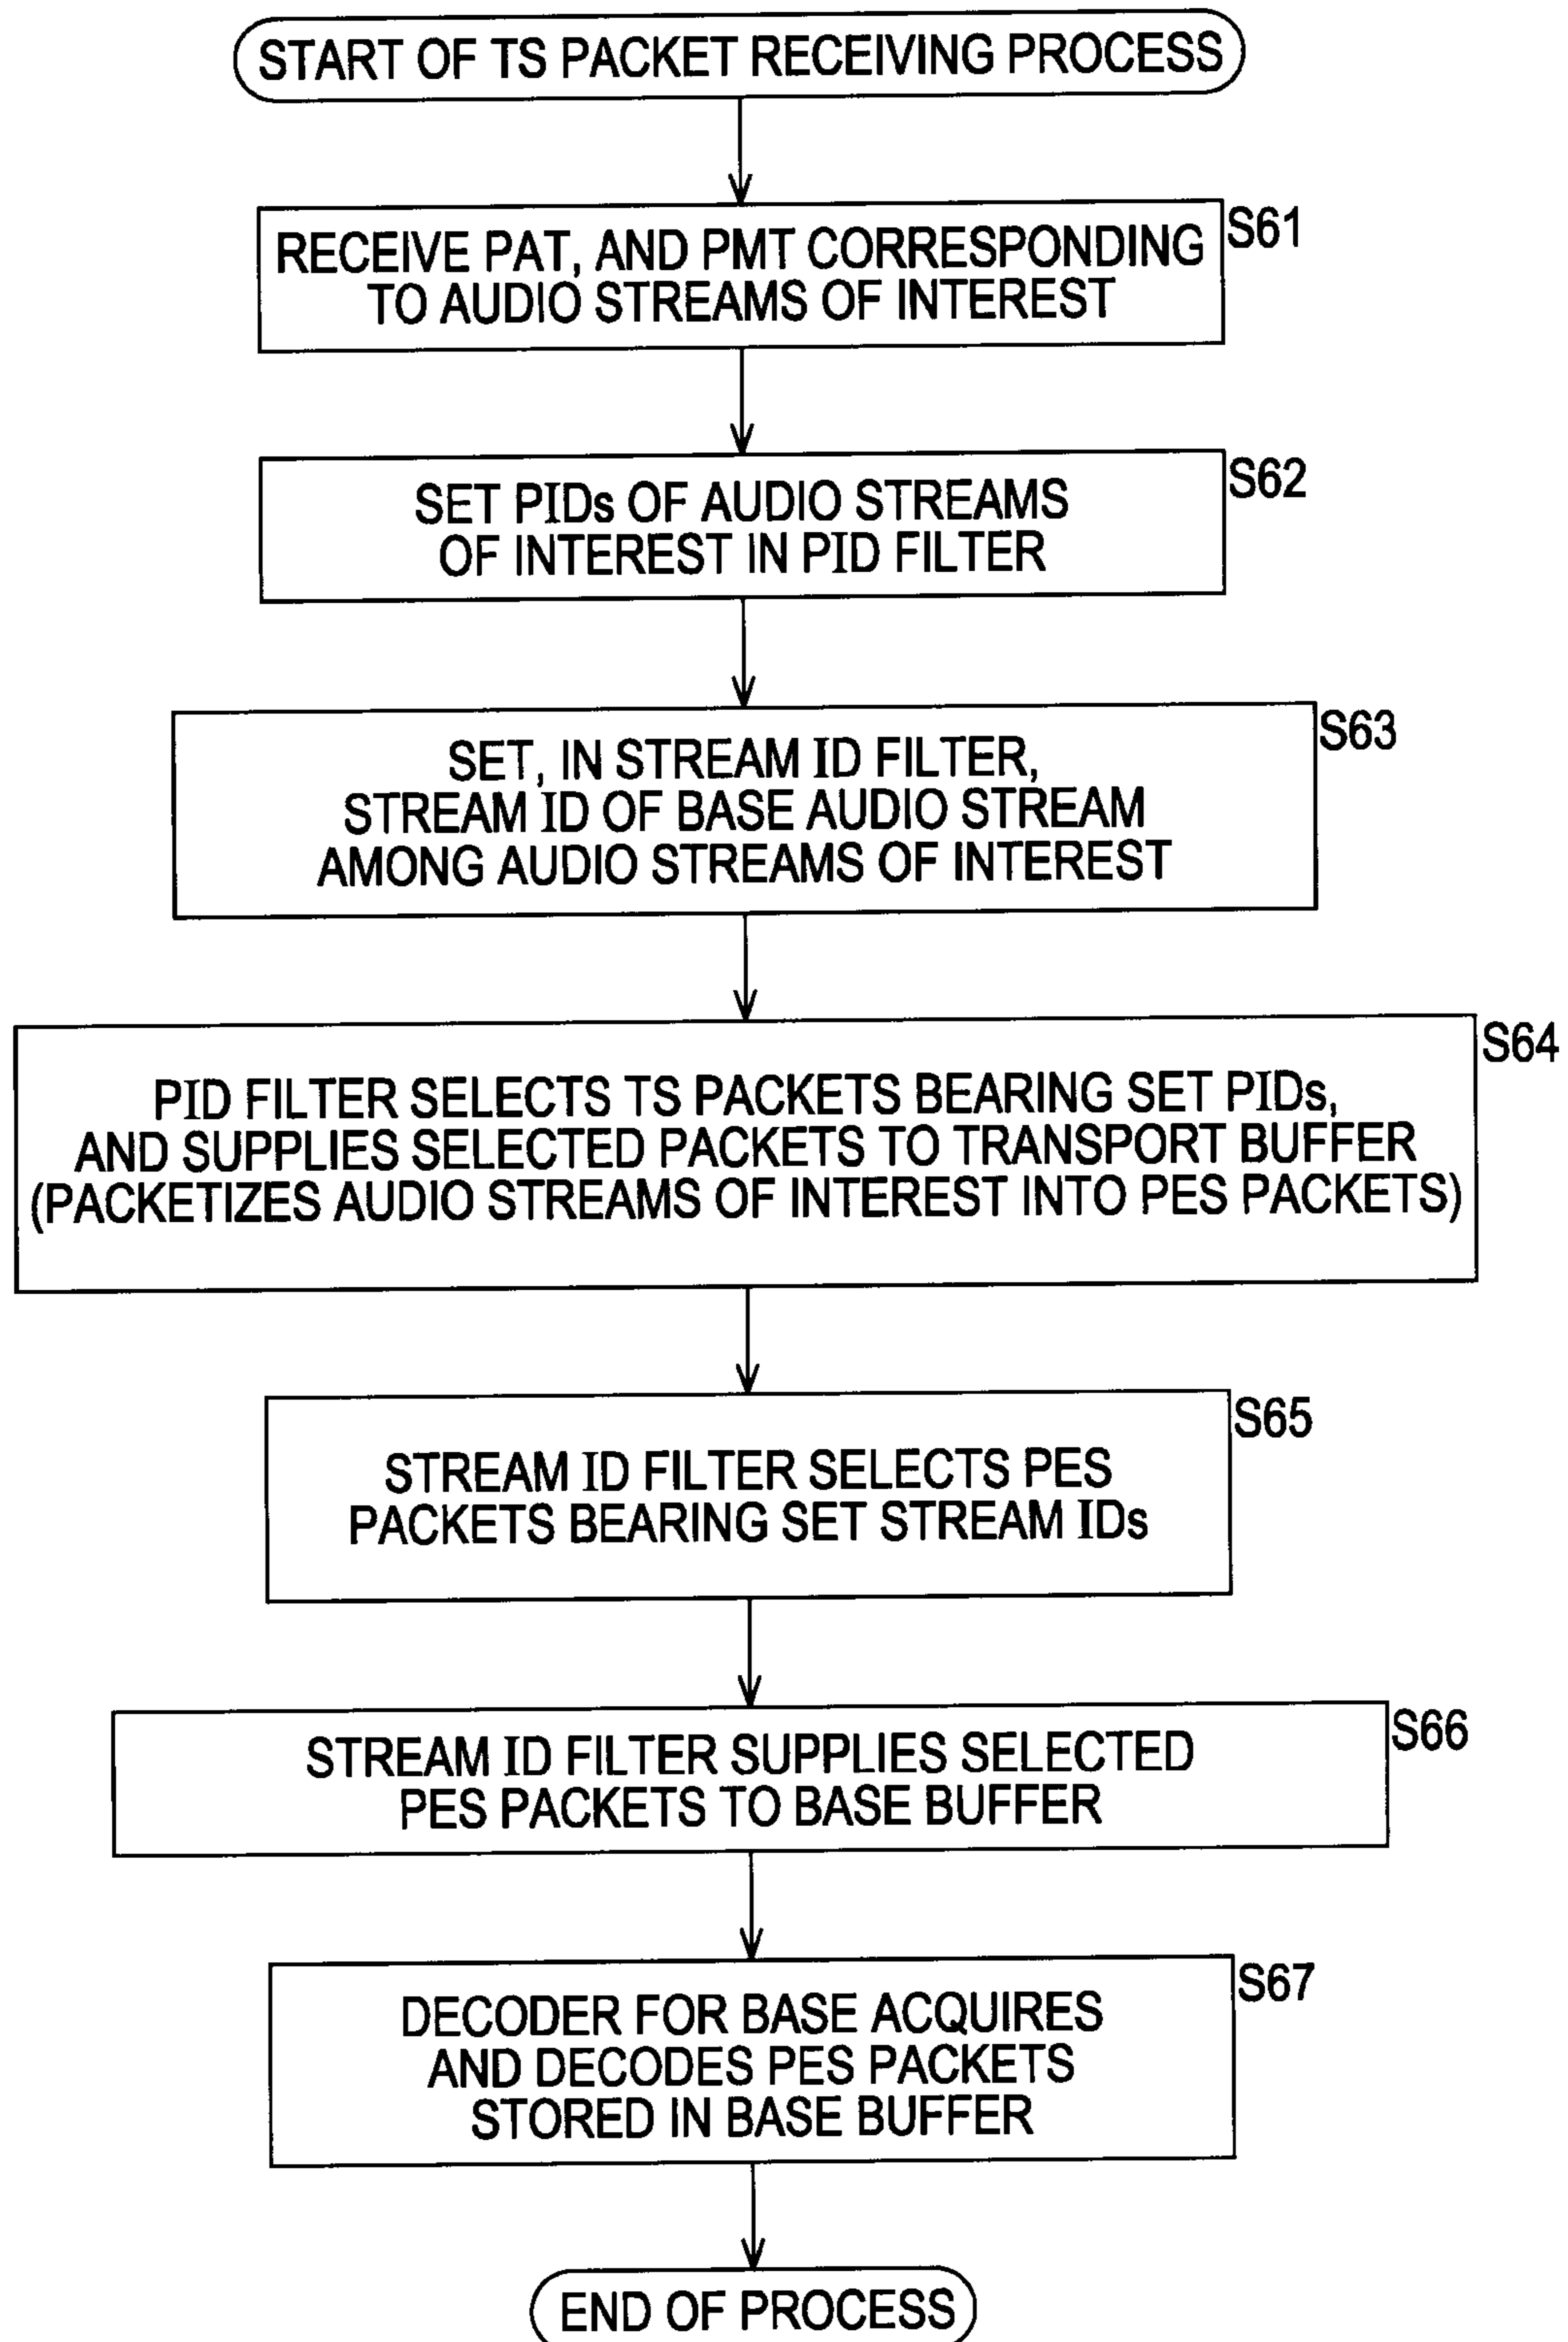 START OF TS PACKET RECEIVING PROCESS
S61
RECEIVE PAT, AND PMT CORRESPONDING
TO AUDIO STREAMS OF INTEREST
S62
SET PIDs OF AUDIO STREAMS
OF INTEREST IN PID FILTER
S63
SET, IN STREAM ID FILTER,
STREAM ID OF BASE AUDIO STREAM
AMONG AUDIO STREAMS OF INTEREST
S64
PID FILTER SELECTS TS PACKETS BEARING SET PIDs,
AND SUPPLIES SELECTED PACKETS TO TRANSPORT BUFFER
(PACKETIZES AUDIO STREAMS OF INTEREST INTO PES PACKETS)
S65
STREAM ID FILTER SELECTS PES
PACKETS BEARING SET STREAM IDs
S66
STREAM ID FILTER SUPPLIES SELECTED
PES PACKETS TO BASE BUFFER
S67
DECODER FOR BASE ACQUIRES
AND DECODES PES PACKETS
STORED IN BASE BUFFER
END OF PROCESS